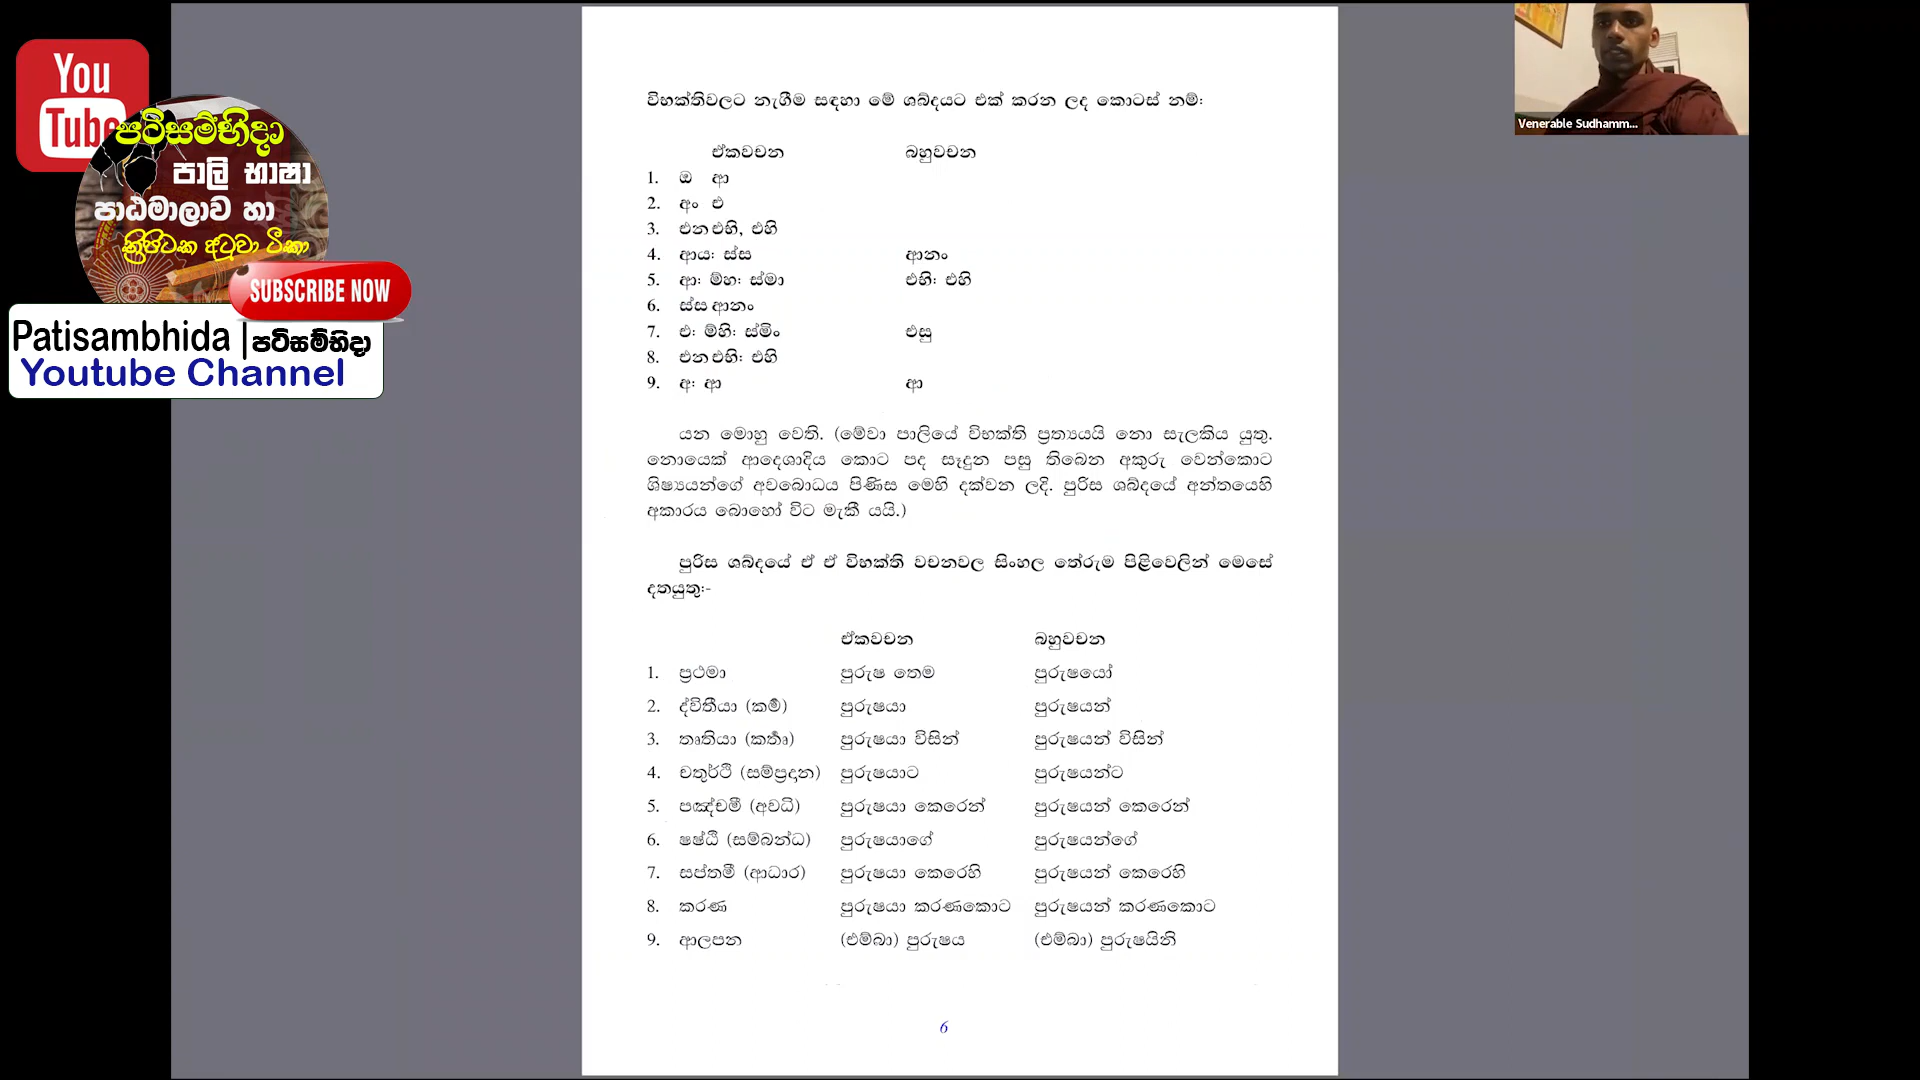 You
Tube
පටිසම්භිදා
පාලි භාෂා
පාඨමාලාව හා
ත්‍රිපිටක අටුවා ටීකා
SUBSCRIBE NOW
Patisambhida | පටිසම්භිදා
Youtube Channel
Venerable Sudhamm...
විභක්තිවලට නැගීම සඳහා මේ ශබ්දයට එක් කරන ලද කොටස් නම්:
ඒකවචන බහුවචන
1. ඔ ආ
2. අං එ
3. එන එභි, එහි
4. ආය: ස්ස ආනං
5. ආ: ම්හ: ස්මා එභි: එහි
6. ස්ස ආනං
7. එ: ම්හි: ස්මිං එසු
8. එන එභි: එහි
9. අ: ආ ආ
යන මොහු වෙති. (මේවා පාලියේ විභක්ති ප්‍රත්‍යයයි නො සැලකිය යුතු.
නොයෙක් ආදෙශාදිය කොට පද සෑදුන පසු තිබෙන අකුරු වෙන්කොට
ශිෂ්‍යයන්ගේ අවබොධය පිණිස මෙහි දක්වන ලදි. පුරිස ශබ්දයේ අන්තයෙහි
අකාරය බොහෝ විට මැකී යයි.)
පුරිස ශබ්දයේ ඒ ඒ විභක්ති වචනවල සිංහල තේරුම පිළිවෙලින් මෙසේ
දතයුතු:-
ඒකවචන බහුවචන
1. ප්‍රථමා පුරුෂ තෙම පුරුෂයෝ
2. ද්විතීයා (කර්‍ම) පුරුෂයා පුරුෂයන්
3. තෘතියා (කර්‍තෘ) පුරුෂයා විසින් පුරුෂයන් විසින්
4. චතුර්ථි (සම්ප්‍රදාන) පුරුෂයාට පුරුෂයන්ට
5. පඤ්චමී (අවධි) පුරුෂයා කෙරෙන් පුරුෂයන් කෙරෙන්
6. ෂෂ්ඨි (සම්බන්ධ) පුරුෂයාගේ පුරුෂයන්ගේ
7. සප්තමී (ආධාර) පුරුෂයා කෙරෙහි පුරුෂයන් කෙරෙහි
8. කරණ පුරුෂයා කරණකොට පුරුෂයන් කරණකොට
9. ආලපන (එම්බා) පුරුෂය (එම්බා) පුරුෂයිනි
6